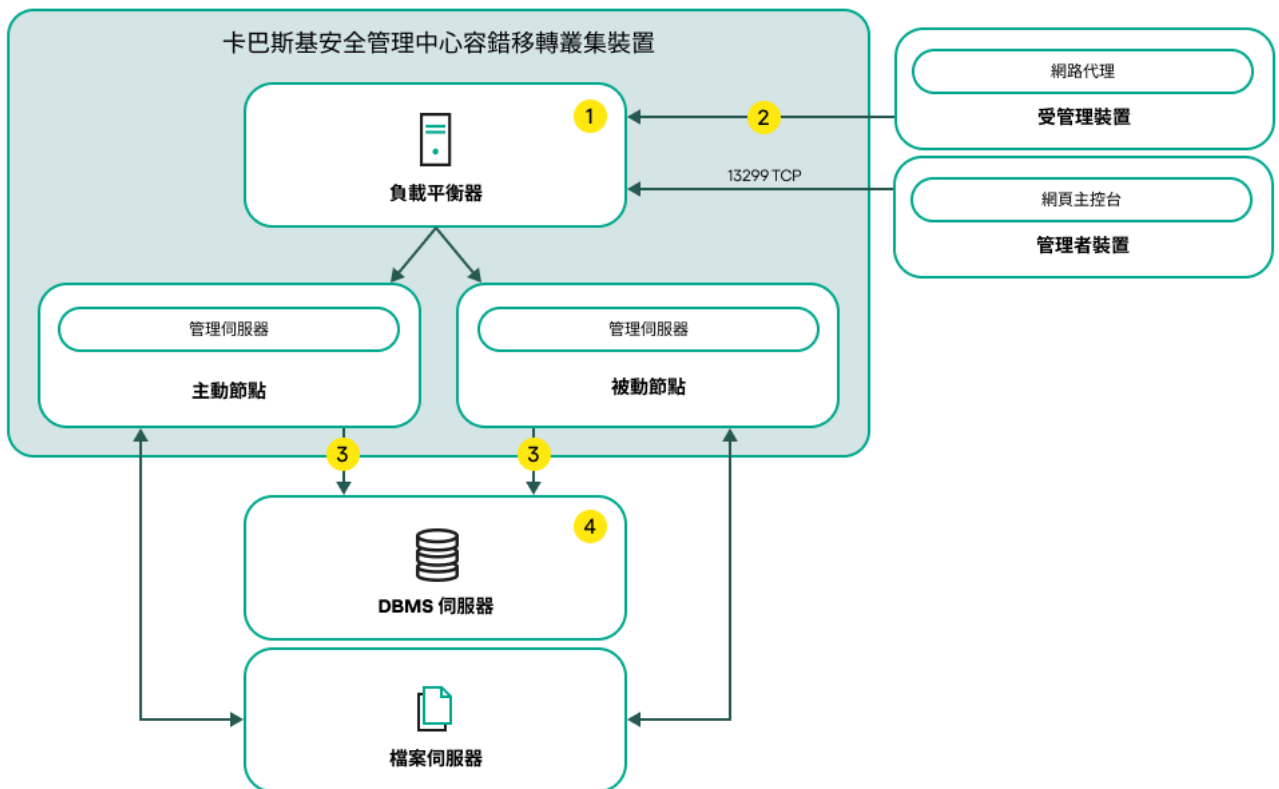 卡巴斯基安全管理中心容錯移轉叢集裝置
1
負載平衡器
2
網路代理
受管理裝置
13299 TCP
網頁主控台
管理者裝置
管理伺服器
主動節點
管理伺服器
被動節點
3
3
4
DBMS 伺服器
檔案伺服器